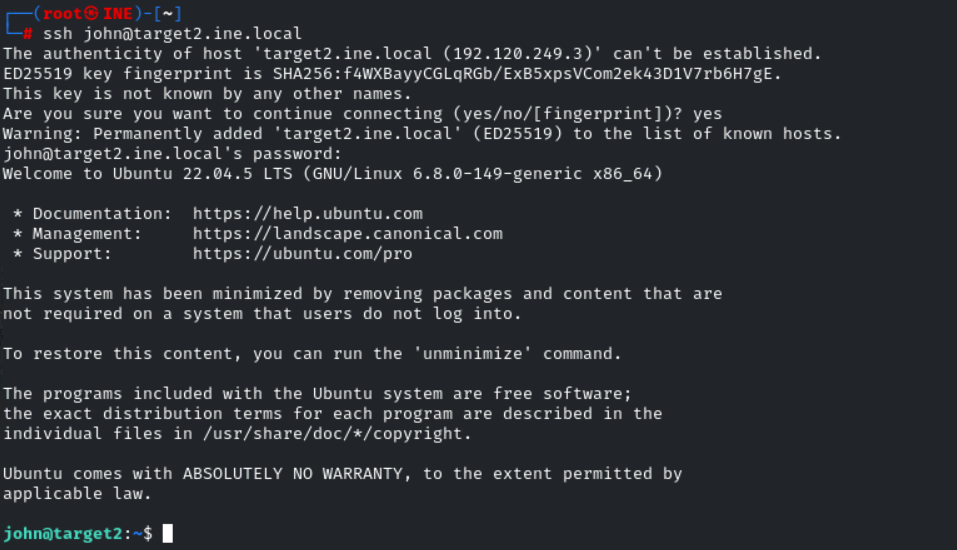 ┌──(root㉿INE)-[~]
└─# ssh john@target2.ine.local
The authenticity of host 'target2.ine.local (192.120.249.3)' can't be established.
ED25519 key fingerprint is SHA256:f4WXBayyCGLqRGb/ExB5xpsVCom2ek43D1V7rb6H7gE.
This key is not known by any other names.
Are you sure you want to continue connecting (yes/no/[fingerprint])? yes
Warning: Permanently added 'target2.ine.local' (ED25519) to the list of known hosts.
john@target2.ine.local's password:
Welcome to Ubuntu 22.04.5 LTS (GNU/Linux 6.8.0-149-generic x86_64)

 * Documentation:  https://help.ubuntu.com
 * Management:     https://landscape.canonical.com
 * Support:        https://ubuntu.com/pro

This system has been minimized by removing packages and content that are
not required on a system that users do not log into.

To restore this content, you can run the 'unminimize' command.

The programs included with the Ubuntu system are free software;
the exact distribution terms for each program are described in the
individual files in /usr/share/doc/*/copyright.

Ubuntu comes with ABSOLUTELY NO WARRANTY, to the extent permitted by
applicable law.

john@target2:~$